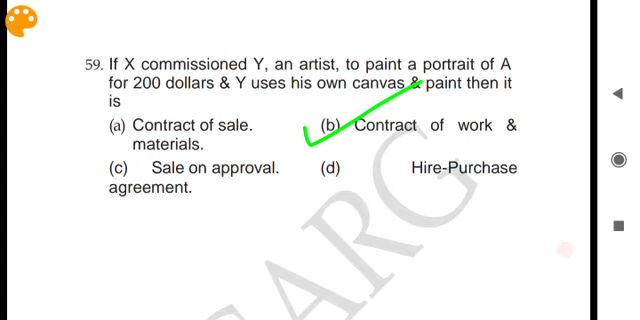 59. If X commissioned Y, an artist, to paint a portrait of A
for 200 dollars & Y uses his own canvas & paint then it
is
(a) Contract of sale. (b) Contract of work &
materials.
(c) Sale on approval. (d) Hire-Purchase
agreement.
ARG